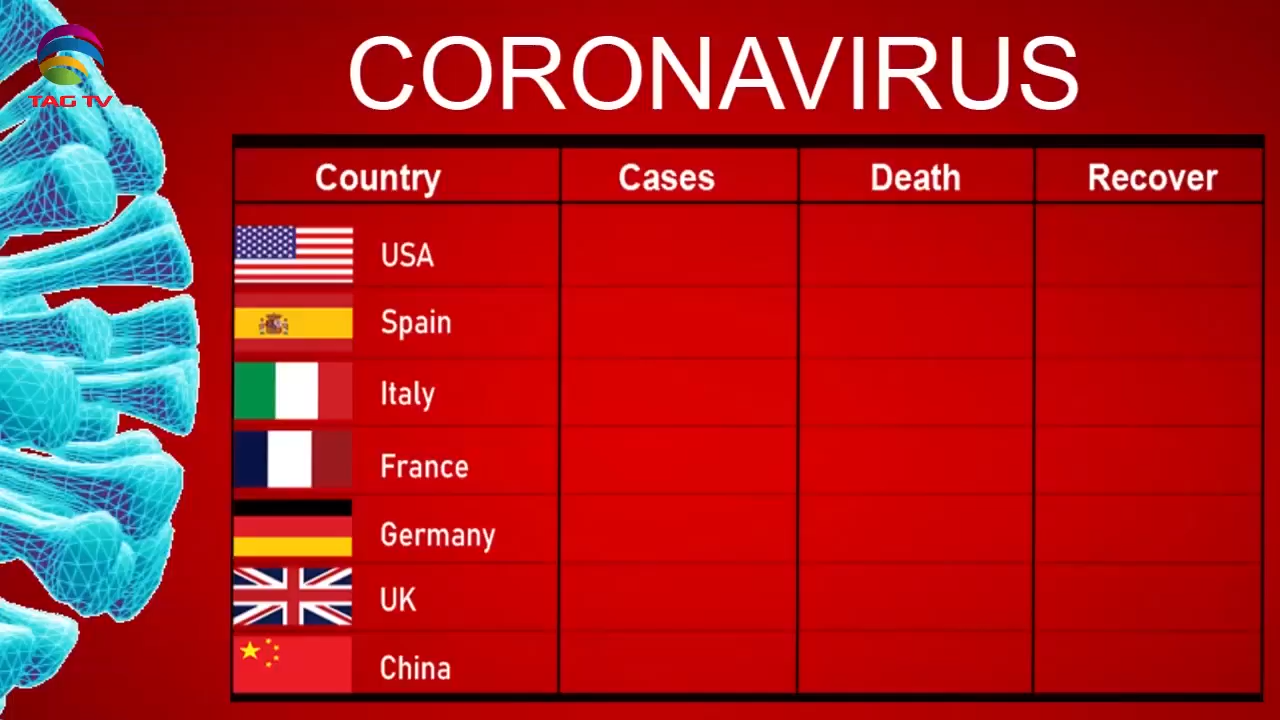 TAG TV
CORONAVIRUS
Country Cases Death Recover
USA
Spain
Italy
France
Germany
UK
China